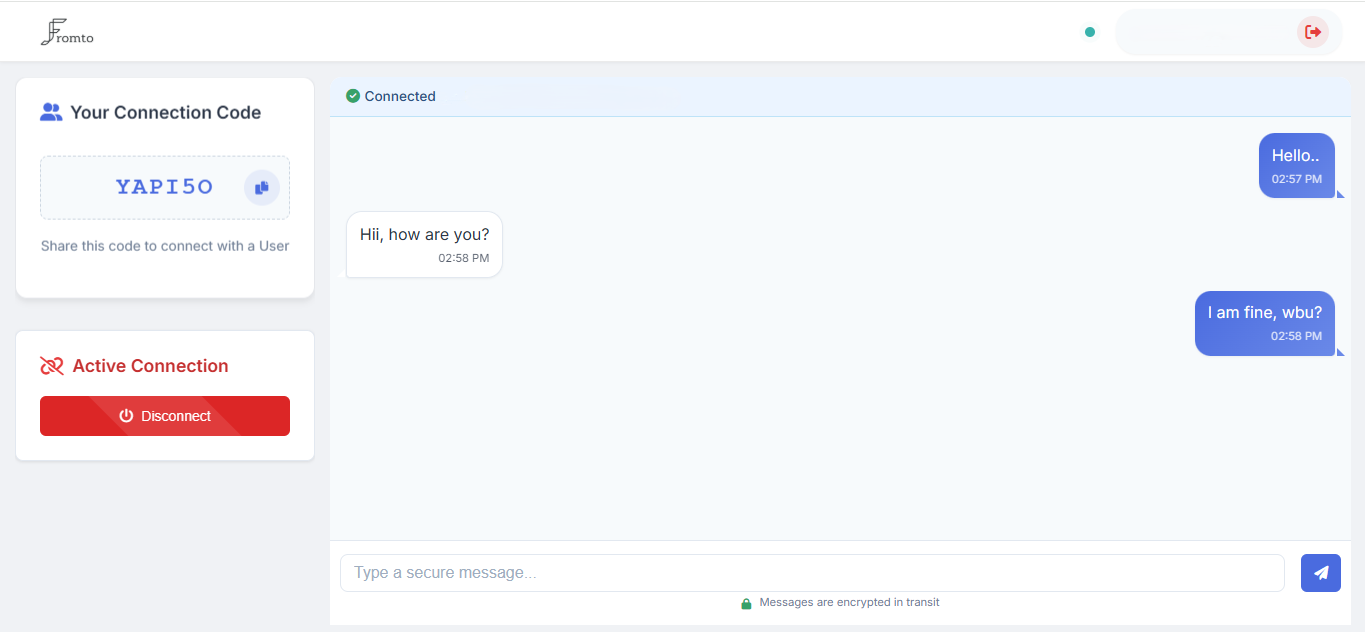 Fromto
Your Connection Code
YAPI5O
Share this code to connect with a User
Active Connection
Disconnect
Connected
Hello..
02:57 PM
Hii, how are you?
02:58 PM
I am fine, wbu?
02:58 PM
Type a secure message...
Messages are encrypted in transit